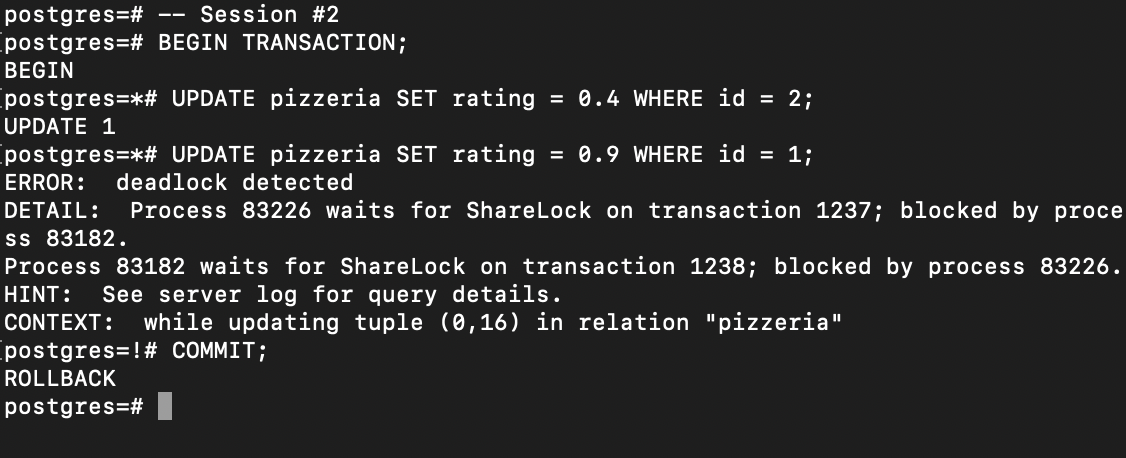 postgres=# -- Session #2
postgres=# BEGIN TRANSACTION;
BEGIN
postgres=*# UPDATE pizzeria SET rating = 0.4 WHERE id = 2;
UPDATE 1
postgres=*# UPDATE pizzeria SET rating = 0.9 WHERE id = 1;
ERROR:  deadlock detected
DETAIL:  Process 83226 waits for ShareLock on transaction 1237; blocked by proce
ss 83182.
Process 83182 waits for ShareLock on transaction 1238; blocked by process 83226.
HINT:  See server log for query details.
CONTEXT:  while updating tuple (0,16) in relation "pizzeria"
postgres=!# COMMIT;
ROLLBACK
postgres=#